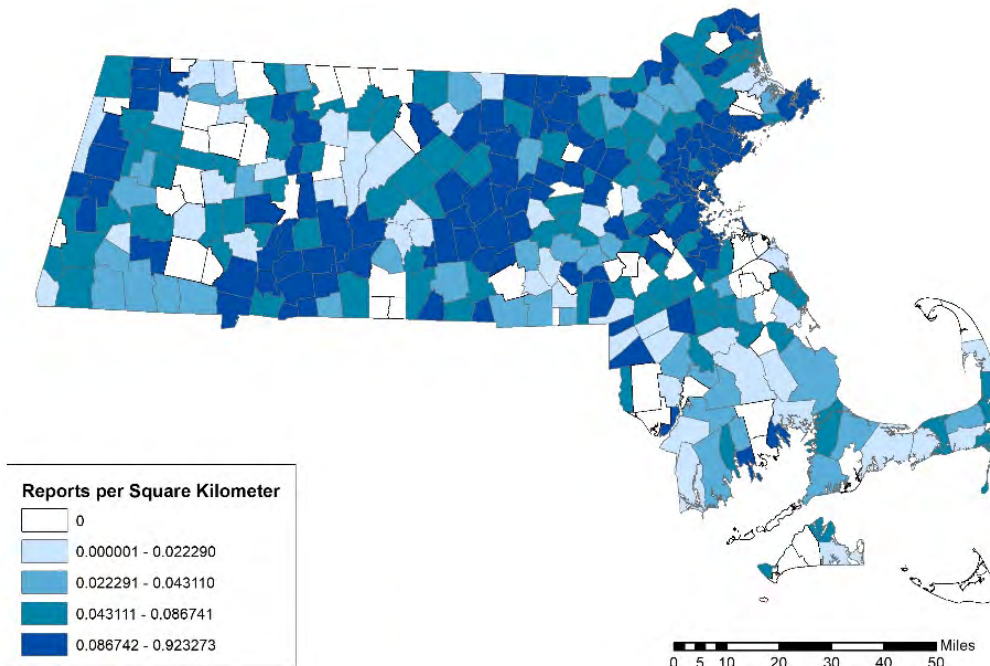 Reports per Square Kilometer
0
0.000001 - 0.022290
0.022291 - 0.043110
0.043111 - 0.086741
0.086742 - 0.923273
Miles
0 5 10 20 30 40 50